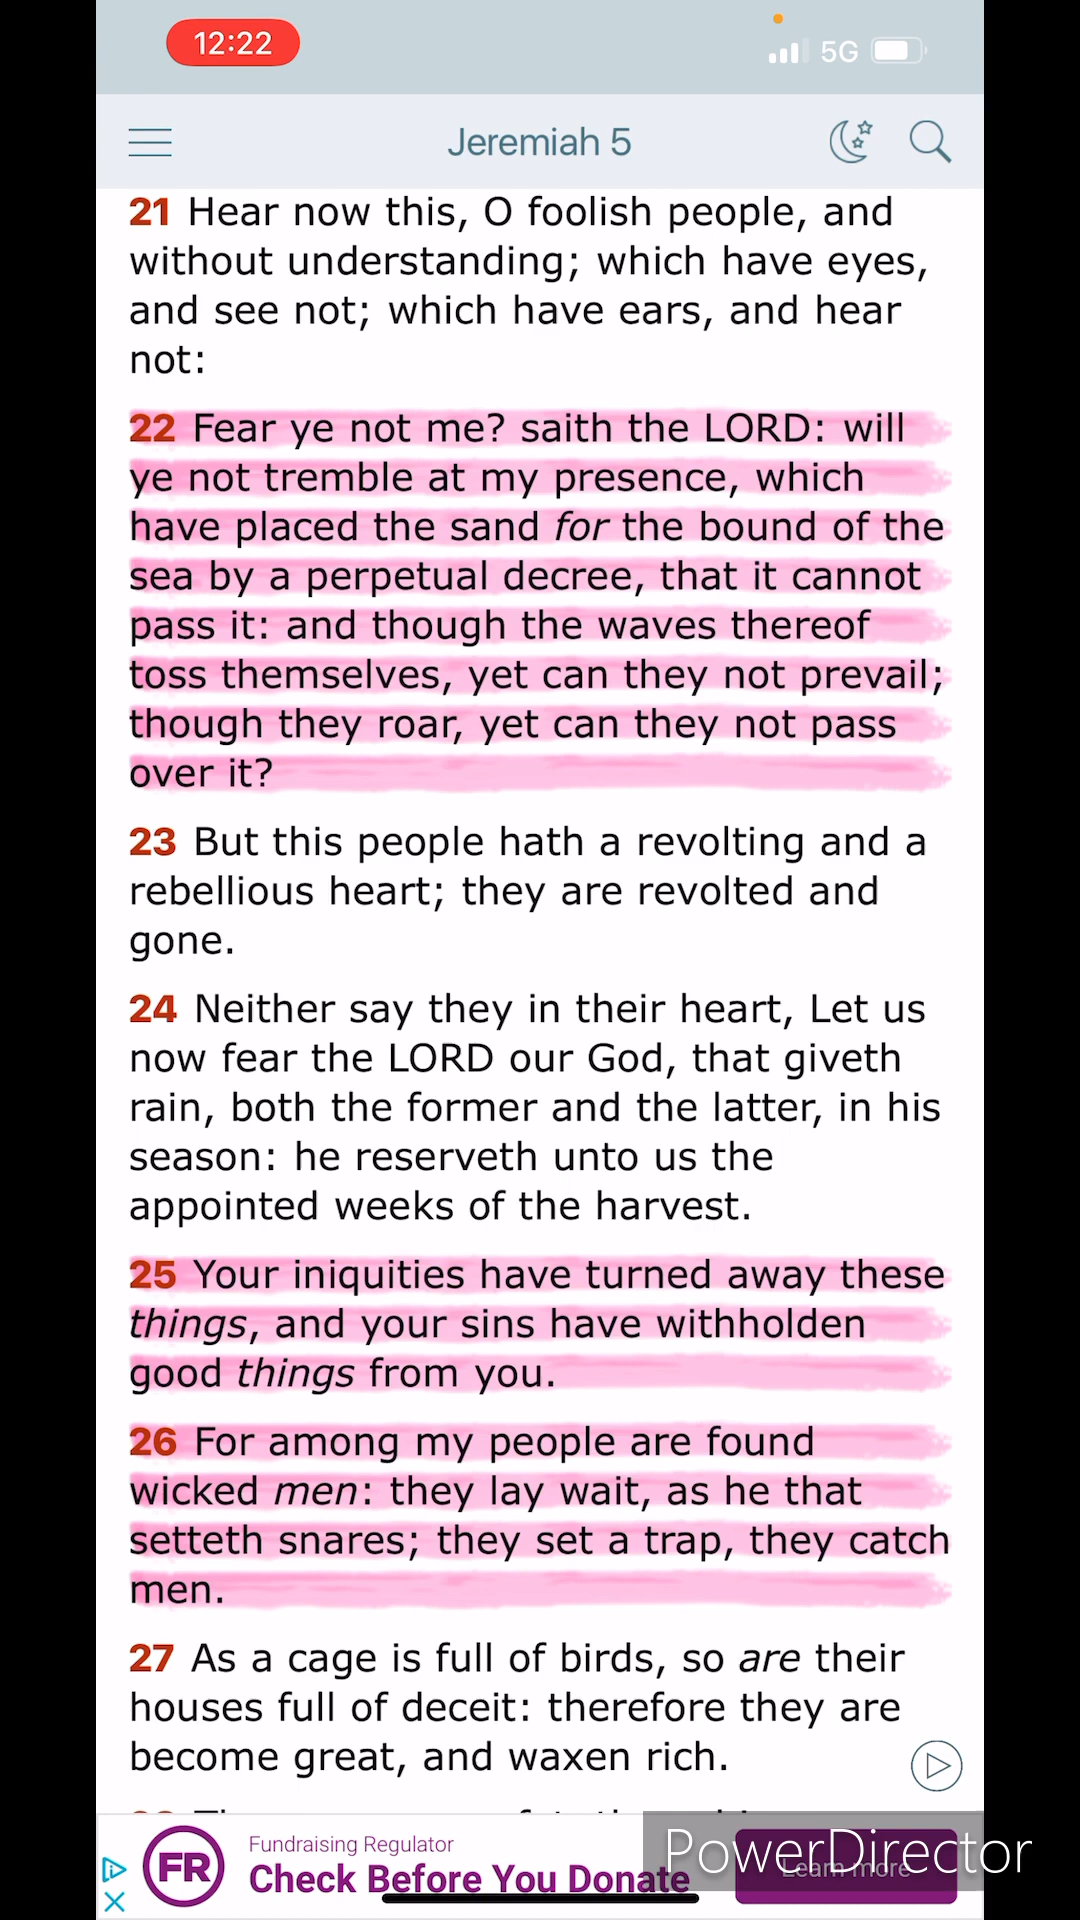 12:22
5G
Jeremiah 5
21 Hear now this, O foolish people, and
without understanding; which have eyes,
and see not; which have ears, and hear
not:
22 Fear ye not me? saith the LORD: will
ye not tremble at my presence, which
have placed the sand for the bound of the
sea by a perpetual decree, that it cannot
pass it: and though the waves thereof
toss themselves, yet can they not prevail;
though they roar, yet can they not pass
over it?
23 But this people hath a revolting and a
rebellious heart; they are revolted and
gone.
24 Neither say they in their heart, Let us
now fear the LORD our God, that giveth
rain, both the former and the latter, in his
season: he reserveth unto us the
appointed weeks of the harvest.
25 Your iniquities have turned away these
things, and your sins have withholden
good things from you.
26 For among my people are found
wicked men: they lay wait, as he that
setteth snares; they set a trap, they catch
men.
27 As a cage is full of birds, so are their
houses full of deceit: therefore they are
become great, and waxen rich.
FR
Fundraising Regulator
Check Before You Donate
Learn more
PowerDirector